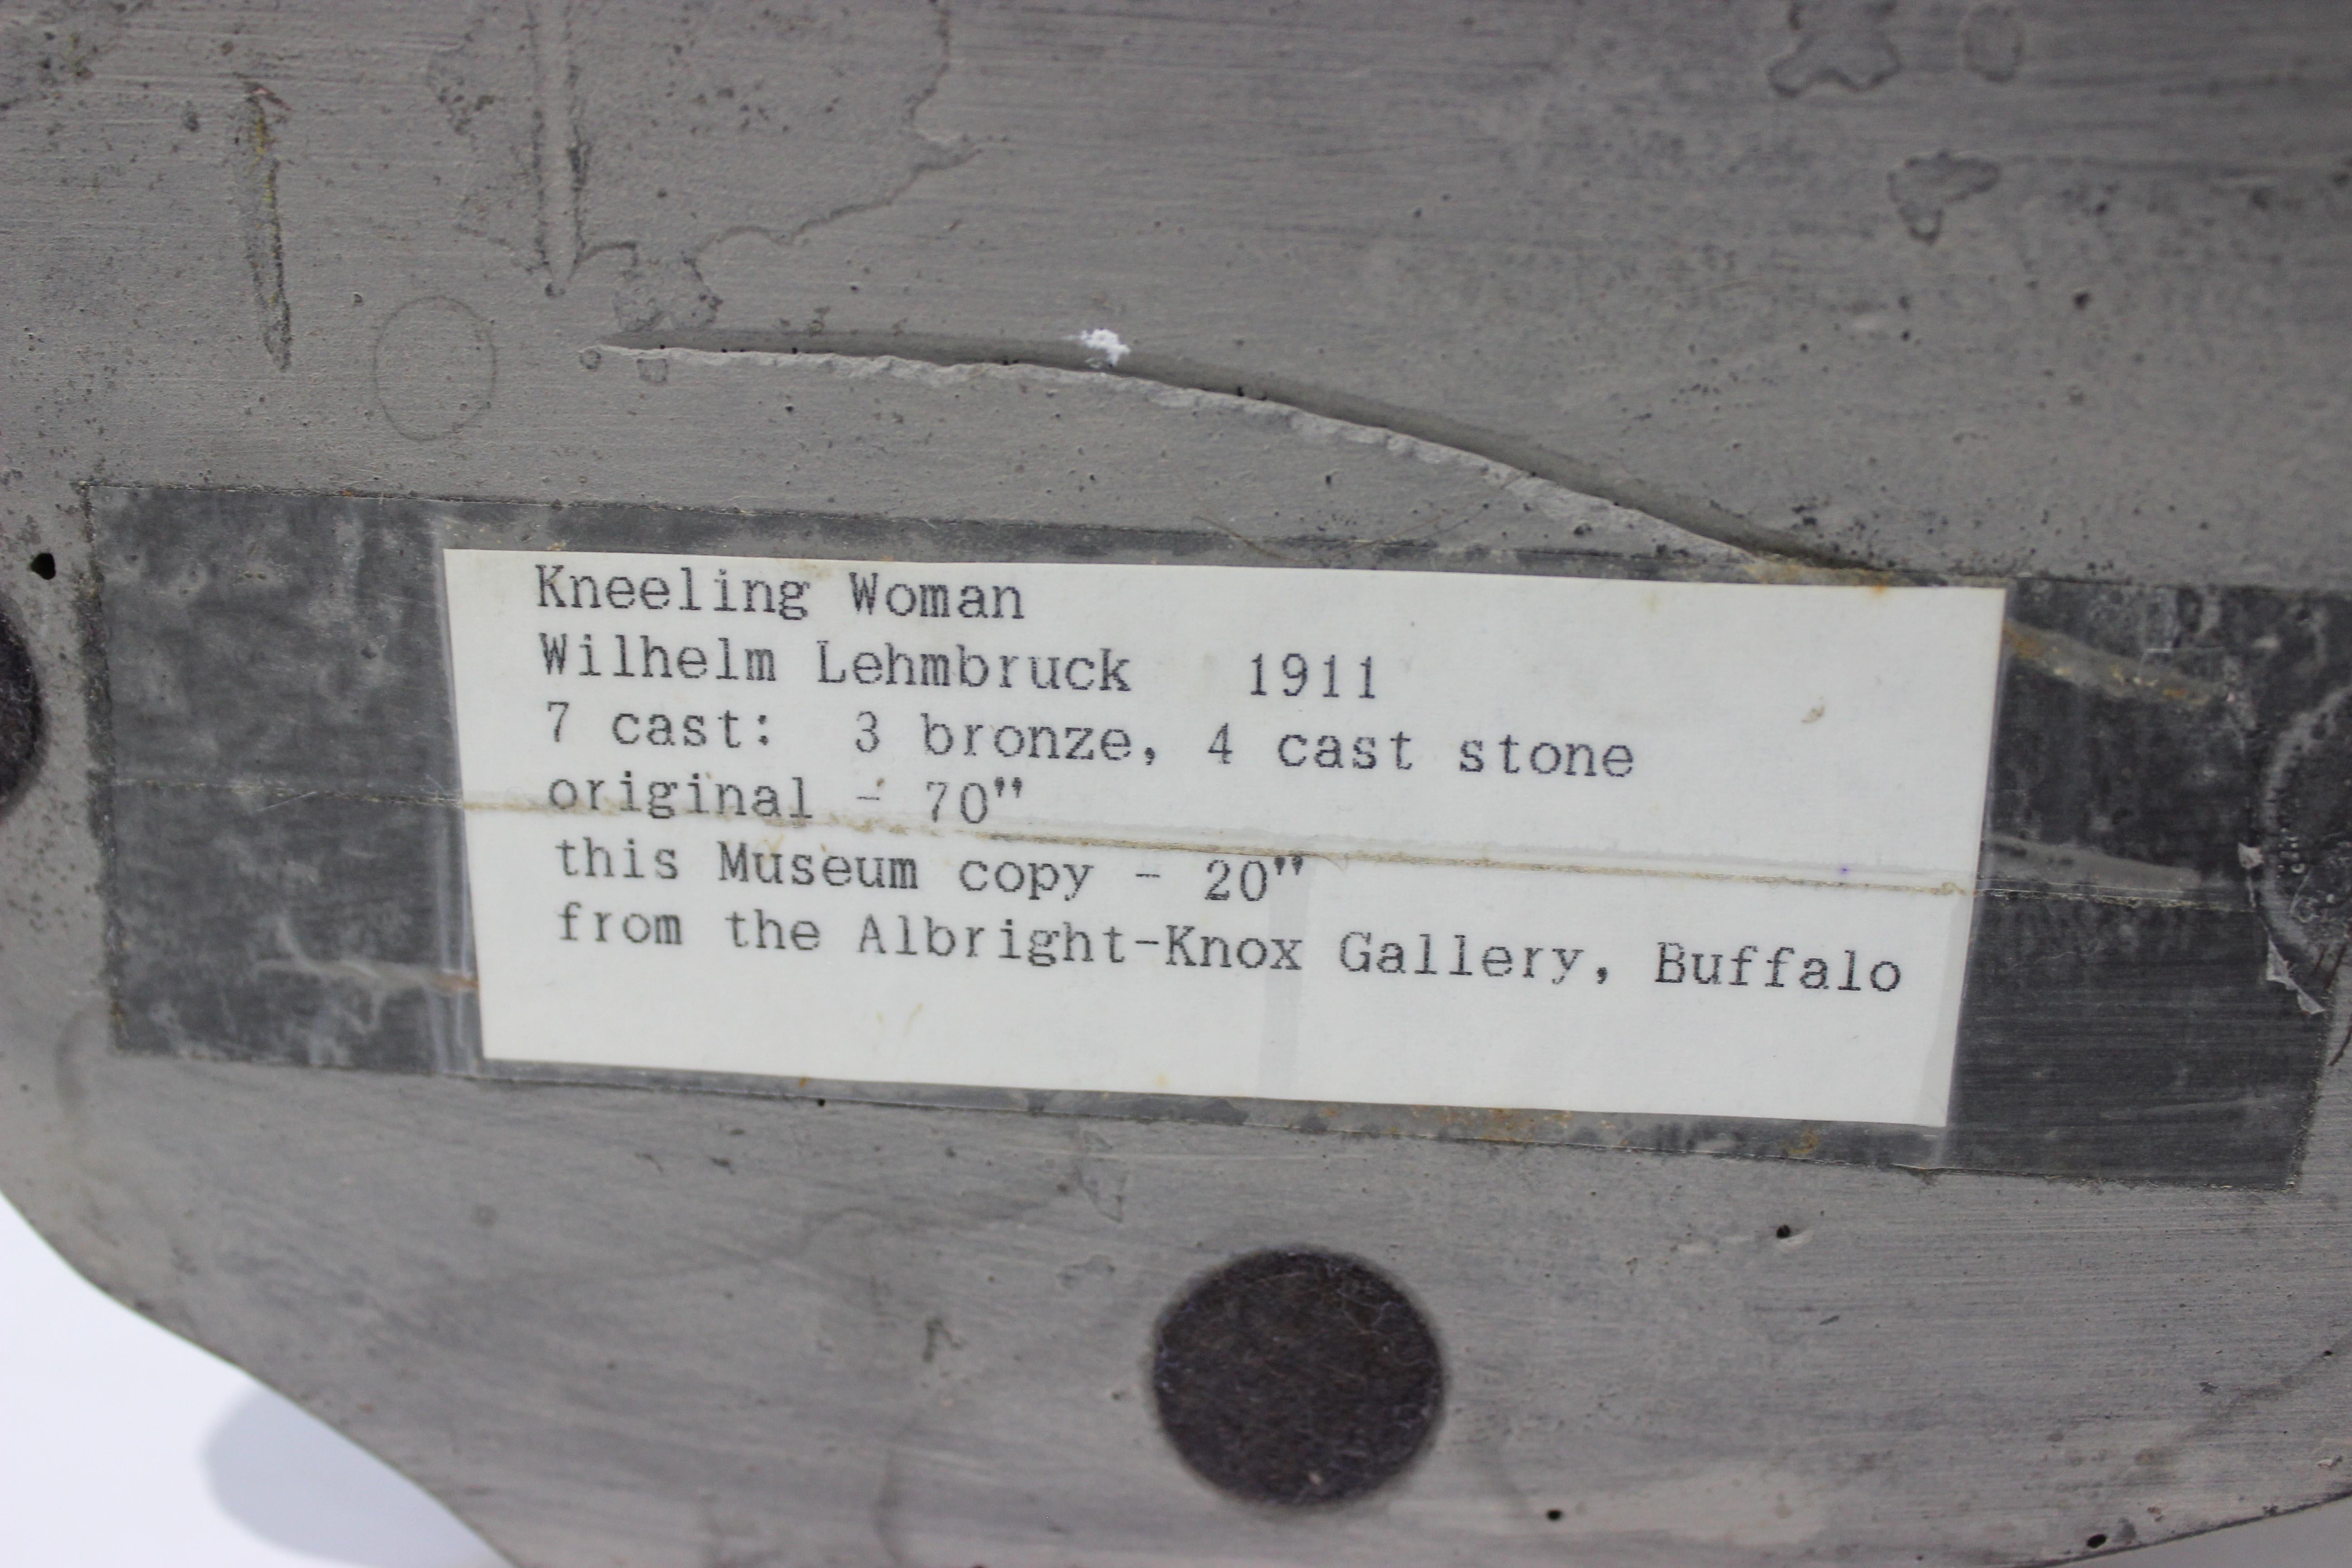 Kneeling Woman
Wilhelm Lehmbruck 1911
7 cast: 3 bronze, 4 cast stone
original - 70"
this Museum copy - 20"
from the Albright-Knox Gallery, Buffalo